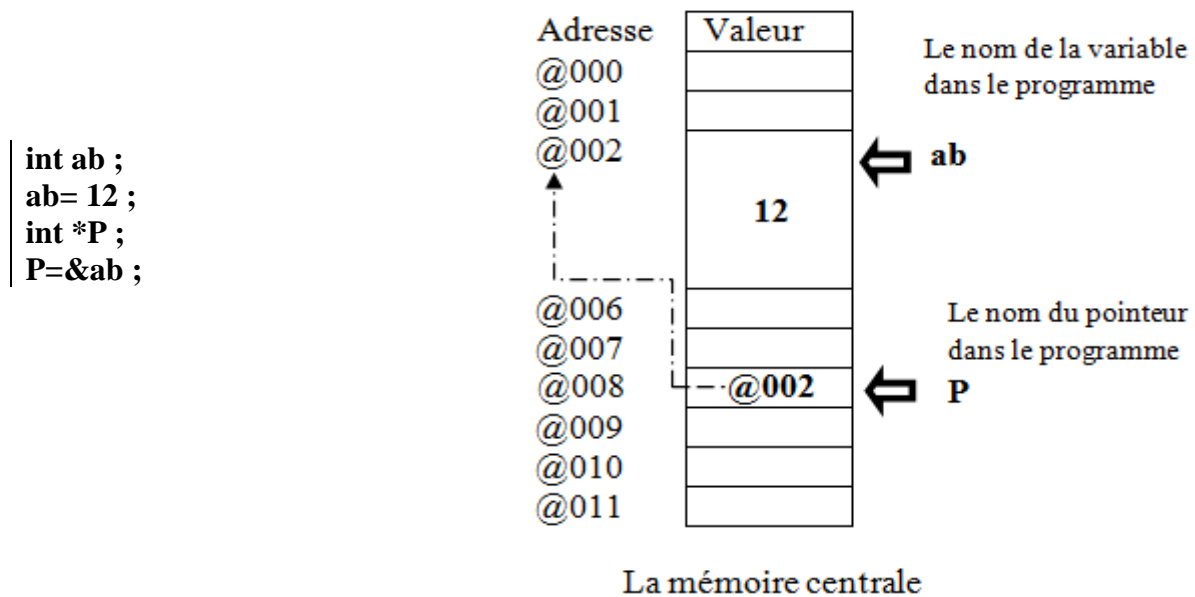 int ab ;
ab= 12 ;
int *P ;
P=&ab ;
Adresse Valeur
@000
@001
@002
12
@006
@007
@008 @002
@009
@010
@011
Le nom de la variable
dans le programme
ab
Le nom du pointeur
dans le programme
P
La mémoire centrale